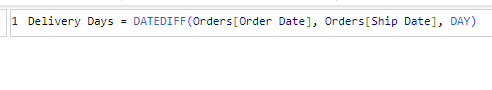 1 Delivery Days = DATEDIFF(Orders[Order Date], Orders[Ship Date], DAY)